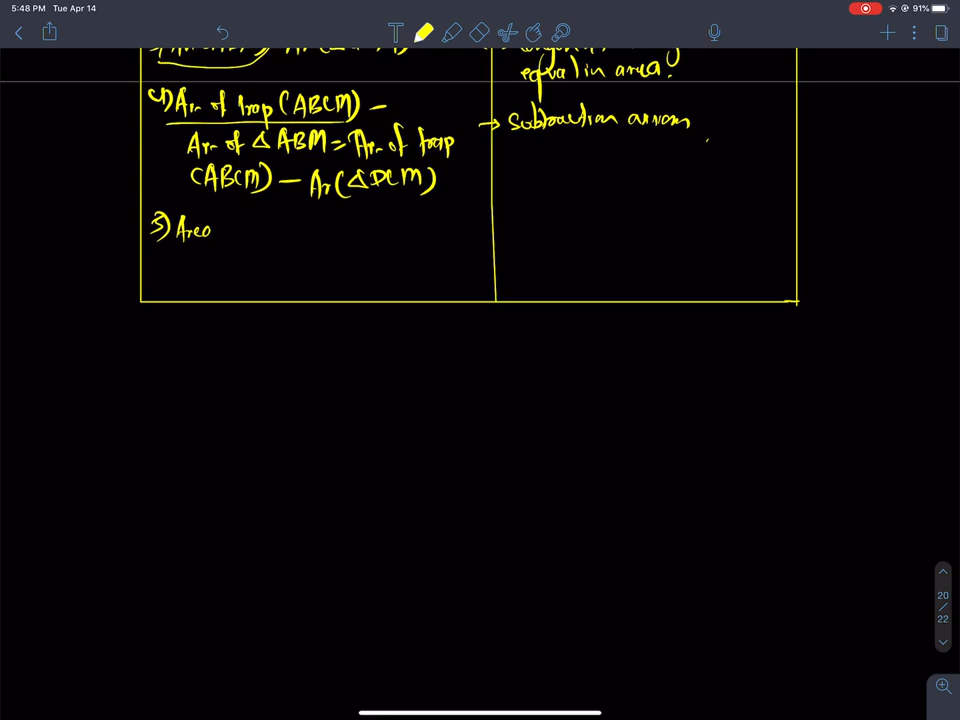 5:48 PM Tue Apr 14
91%
equal in area?
4) Ar. of trap (ABCM) -
Ar. of △ ABM = Ar. of trap
(ABCM) - Ar (△ DCM)
→ Subtraction axiom
5) Area
T
20
/
22